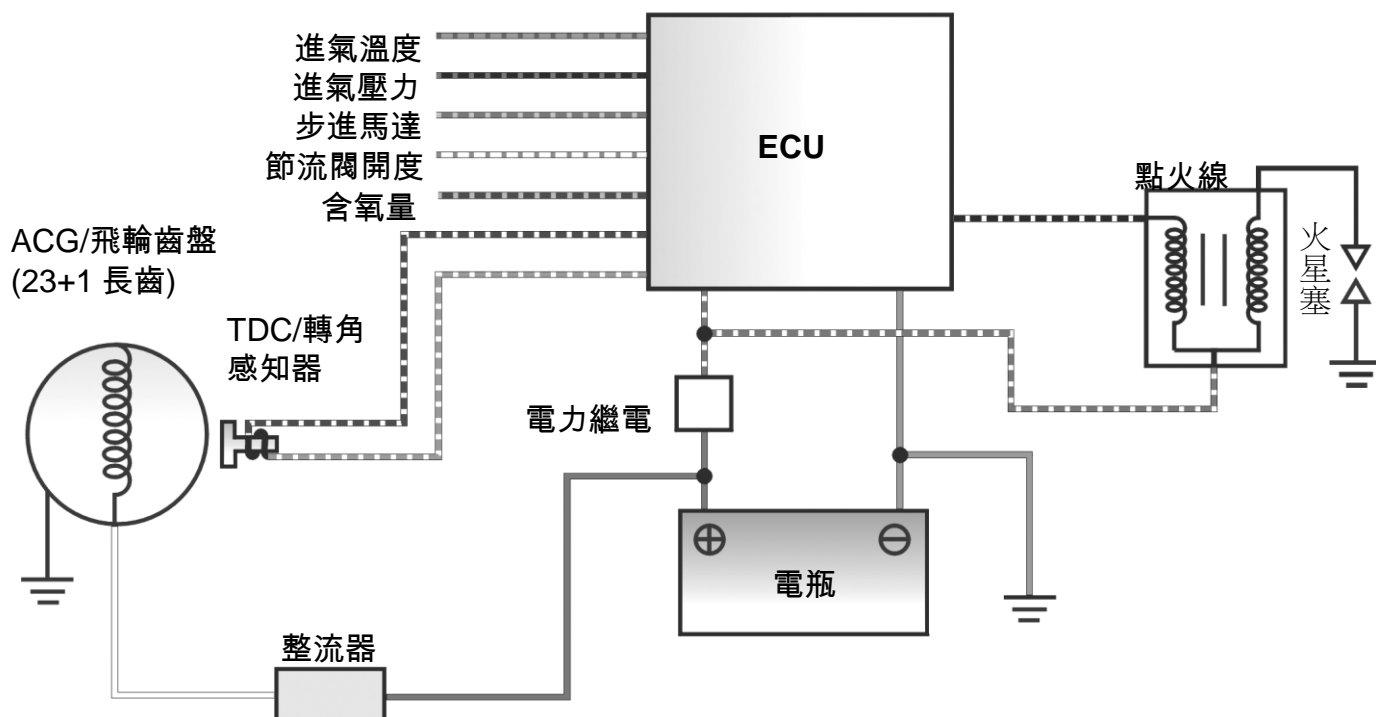 進氣溫度
進氣壓力
步進馬達
節流閥開度
含氧量
ECU
點火線
火星塞
ACG/飛輪齒盤
(23+1 長齒)
TDC/轉角
感知器
電力繼電
電瓶
整流器